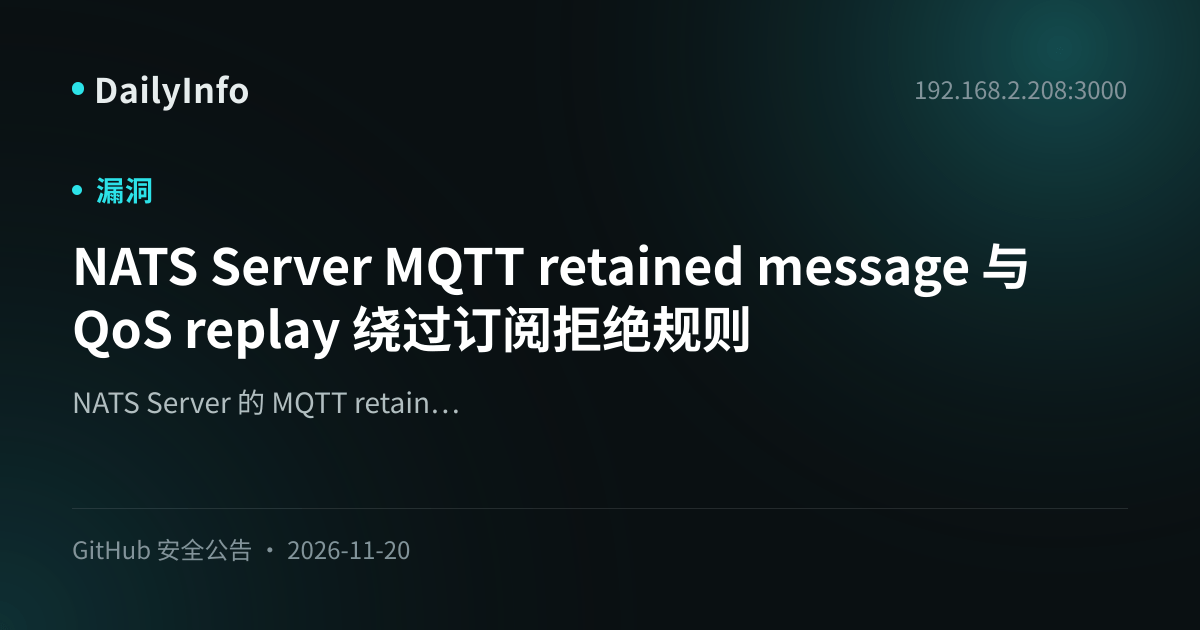 DailyInfo
192.168.2.208:3000
漏洞
NATS Server MQTT retained message 与
QoS replay 绕过订阅拒绝规则
NATS Server 的 MQTT retain…
GitHub 安全公告 · 2026-11-20